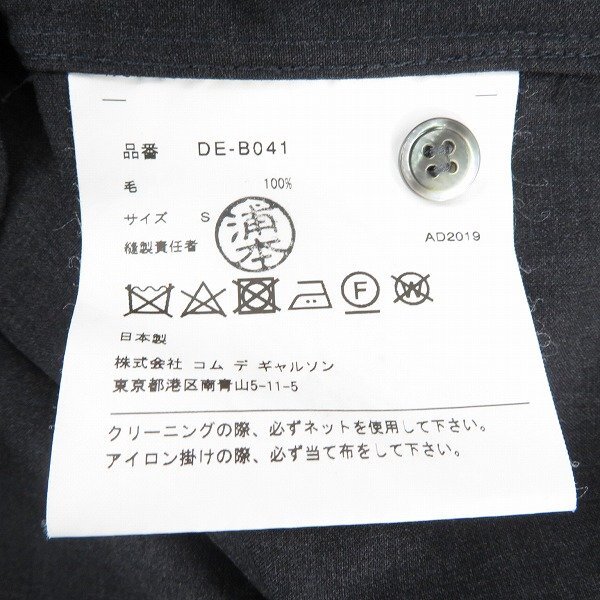 品番 DE-B041
毛 100%
サイズ S
浦本
縫製責任者
AD2019
F
W
日本製
株式会社 コム デ ギャルソン
東京都港区南青山5-11-5
クリーニングの際、必ずネットを使用して下さい。
アイロン掛けの際、必ず当て布をして下さい。